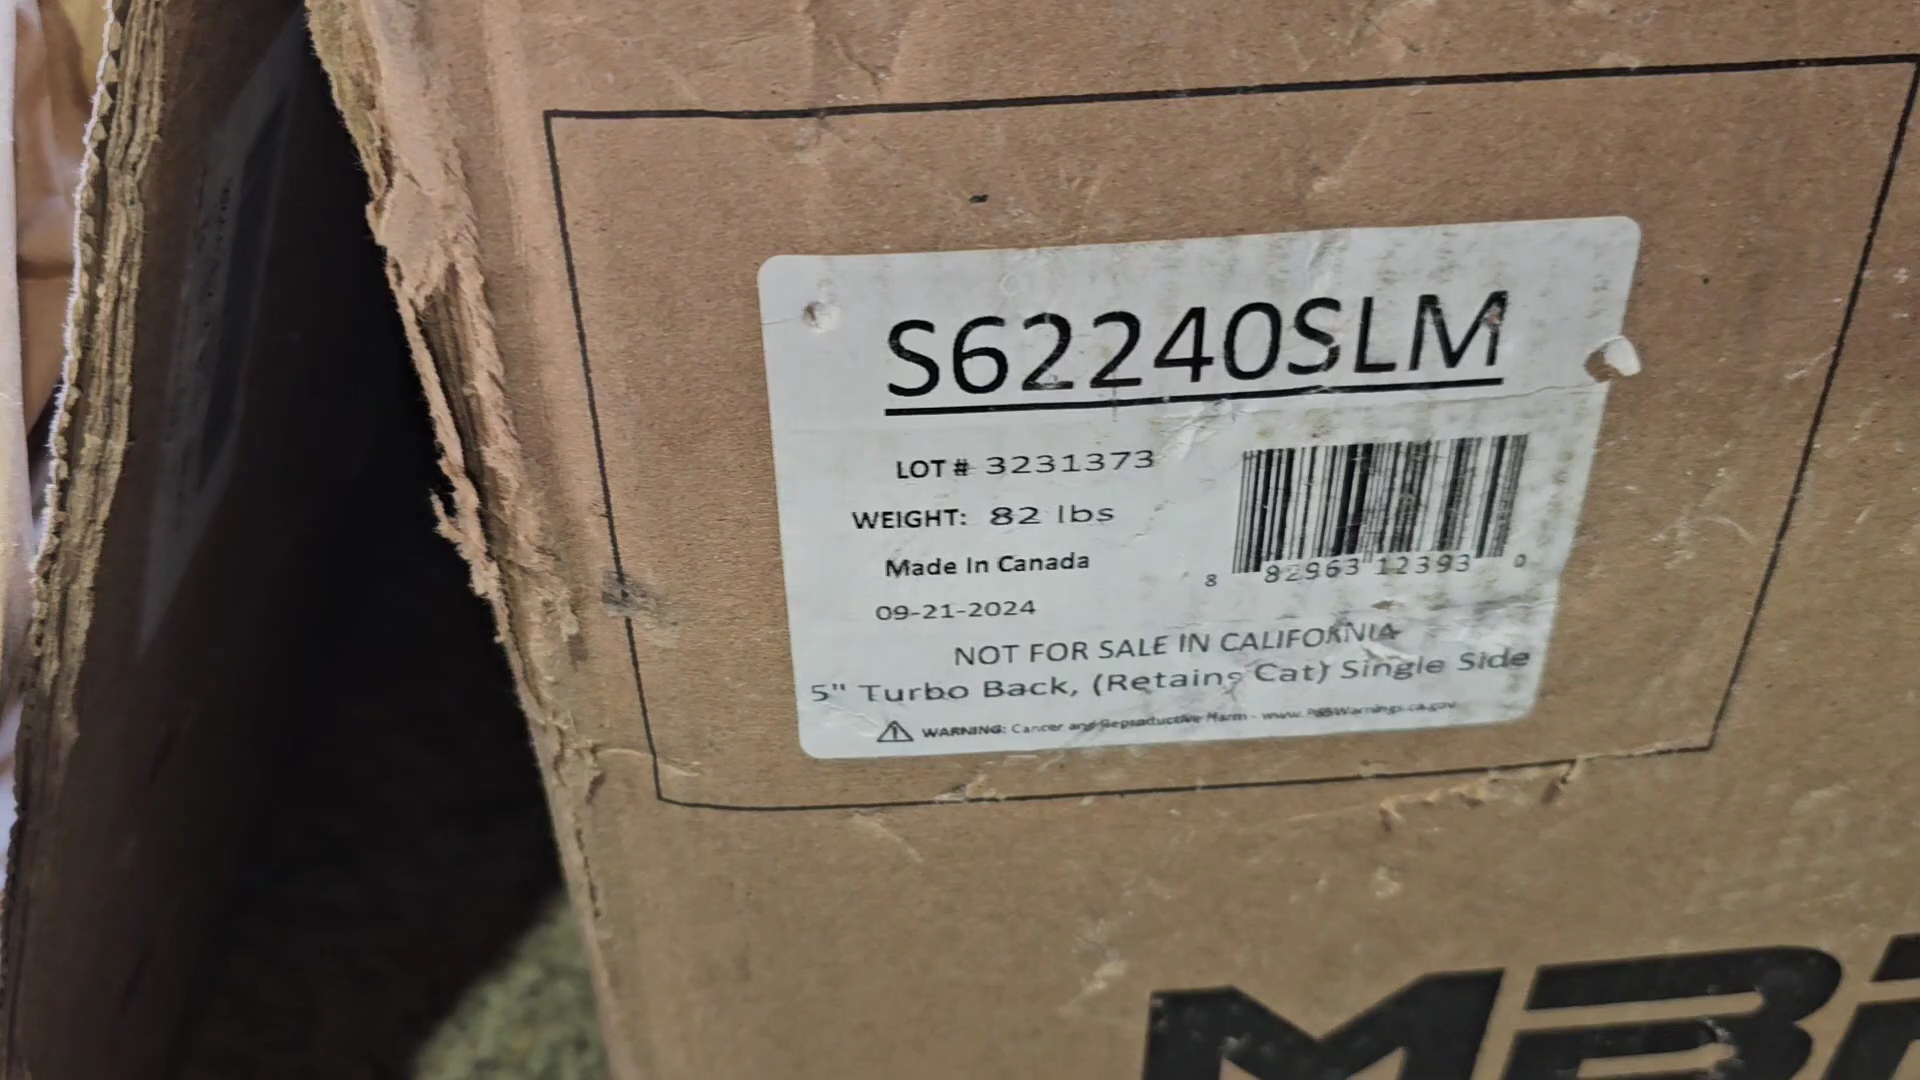 S62240SLM
LOT # 3231373
WEIGHT: 82 lbs
Made In Canada
09-21-2024
8 82963 12393 0
NOT FOR SALE IN CALIFORNIA
5" Turbo Back, (Retains Cat) Single Side
WARNING: Cancer and Reproductive Harm - www.P65Warnings.ca.gov
MB